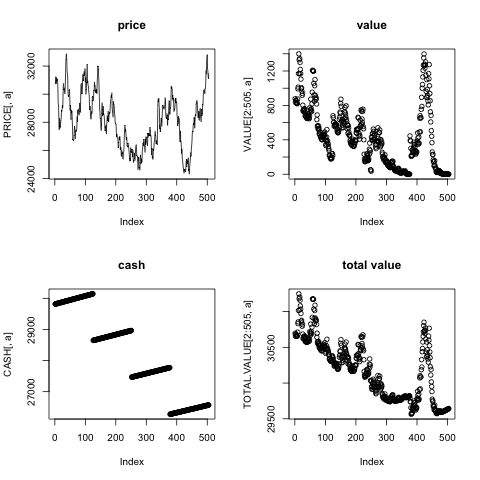 price
PRICE[, a]
32000
28000
24000
0 100 200 300 400 500
Index
value
VALUE[2:505, a]
1200
800
400
0
0 100 200 300 400 500
Index
cash
CASH[, a]
29000
27000
0 100 200 300 400 500
Index
total value
TOTAL.VALUE[2:505, a]
30500
29500
0 100 200 300 400 500
Index